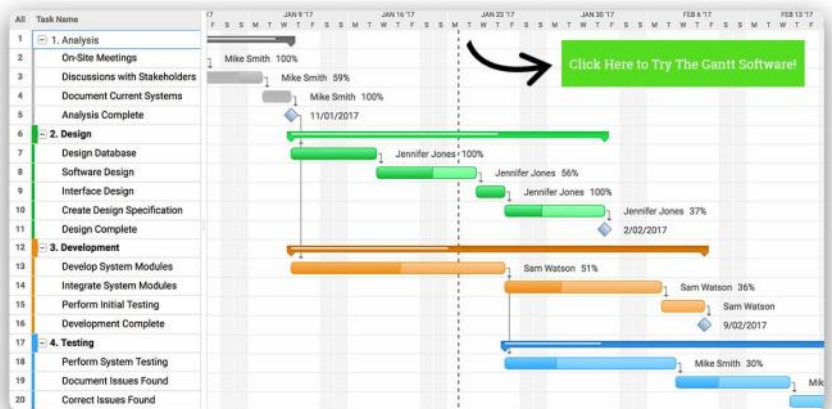 All Task Name 17 JAN 9 '17 JAN 16 '17 JAN 23 '17 JAN 30 '17 FEB 6 '17 FEB 13 '17
F S S M T W T F S S M T W T F S S M T W T F S S M T W T F S S M T W T F S S M T
1 1. Analysis
2 On-Site Meetings Mike Smith 100%
3 Discussions with Stakeholders Mike Smith 59%
4 Document Current Systems Mike Smith 100%
5 Analysis Complete 11/01/2017
Click Here to Try The Gantt Software!
6 2. Design
7 Design Database Jennifer Jones 100%
8 Software Design Jennifer Jones 56%
9 Interface Design Jennifer Jones 100%
10 Create Design Specification Jennifer Jones 37%
11 Design Complete 2/02/2017
12 3. Development
13 Develop System Modules Sam Watson 51%
14 Integrate System Modules Sam Watson 36%
15 Perform Initial Testing Sam Watson
16 Development Complete 9/02/2017
17 4. Testing
18 Perform System Testing Mike Smith 30%
19 Document Issues Found Mik
20 Correct Issues Found